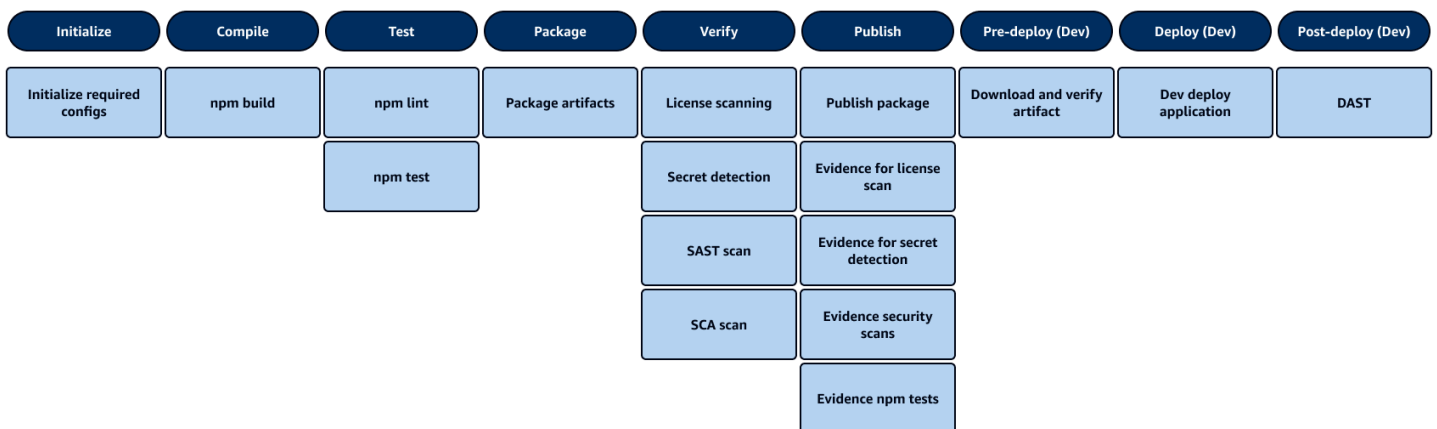 Initialize
Compile
Test
Package
Verify
Publish
Pre-deploy (Dev)
Deploy (Dev)
Post-deploy (Dev)
Initialize required
configs
npm build
npm lint
Package artifacts
License scanning
Publish package
Download and verify
artifact
Dev deploy
application
DAST
npm test
Secret detection
Evidence for license
scan
SAST scan
Evidence for secret
detection
SCA scan
Evidence security
scans
Evidence npm tests